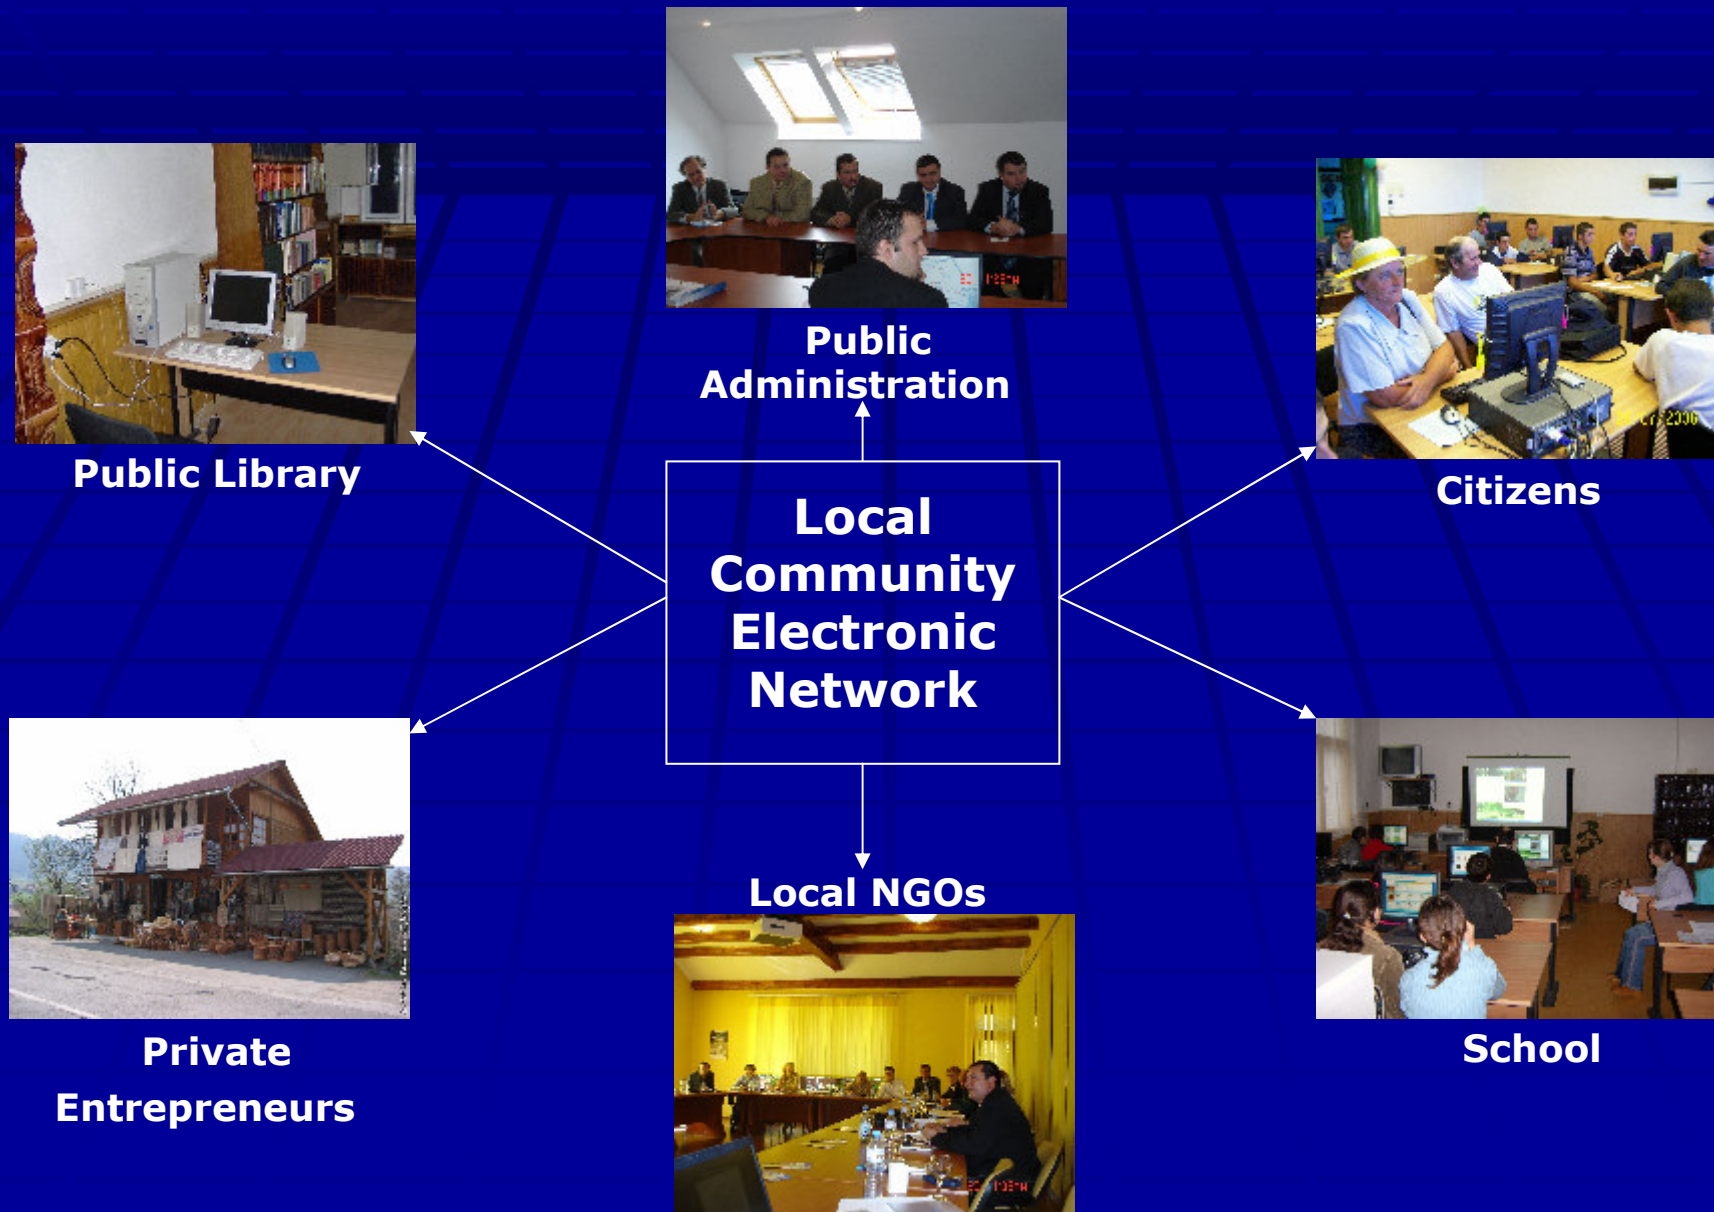 Public
Administration
Public Library
Citizens
Local
Community
Electronic
Network
Local NGOs
Private
Entrepreneurs
School